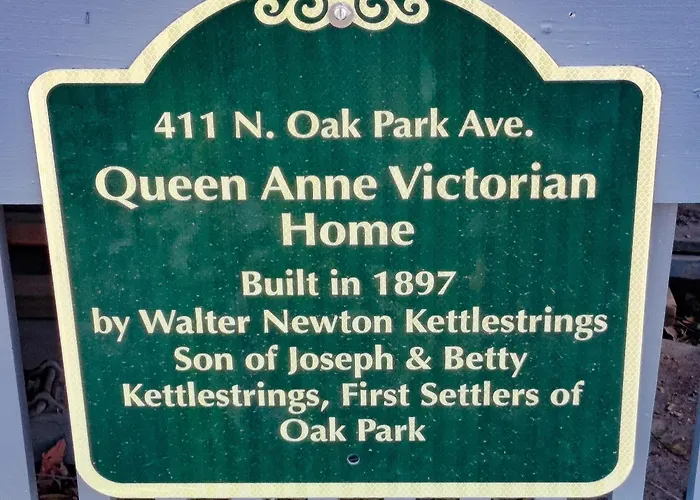 411 N. Oak Park Ave.
Queen Anne Victorian
Home
Built in 1897
by Walter Newton Kettlestrings
Son of Joseph & Betty
Kettlestrings, First Settlers of
Oak Park